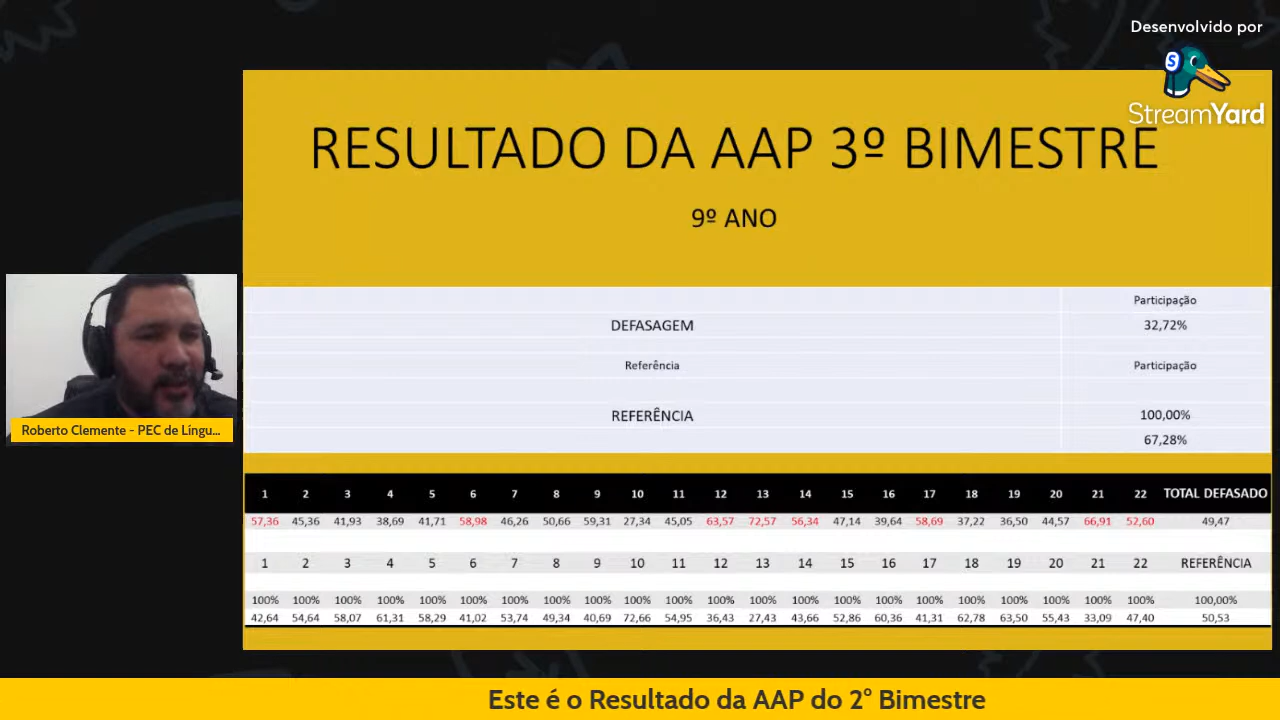 Desenvolvido por
StreamYard
RESULTADO DA AAP 3º BIMESTRE
9º ANO
Participação
DEFASAGEM 32,72%
Referência Participação
REFERÊNCIA 100,00%
67,28%
1 2 3 4 5 6 7 8 9 10 11 12 13 14 15 16 17 18 19 20 21 22 TOTAL DEFASADO
57,36 45,36 41,93 38,69 41,71 58,98 46,26 50,66 59,31 27,34 45,05 63,57 72,57 56,34 47,14 39,64 58,69 37,22 36,50 44,57 66,91 52,60 49,47
1 2 3 4 5 6 7 8 9 10 11 12 13 14 15 16 17 18 19 20 21 22 REFERÊNCIA
100% 100% 100% 100% 100% 100% 100% 100% 100% 100% 100% 100% 100% 100% 100% 100% 100% 100% 100% 100% 100% 100% 100,00%
42,64 54,64 58,07 61,31 58,29 41,02 53,74 49,34 40,69 72,66 54,95 36,43 27,43 43,66 52,86 60,36 41,31 62,78 63,50 55,43 33,09 47,40 50,53
Roberto Clemente - PEC de Língu...
Este é o Resultado da AAP do 2° Bimestre